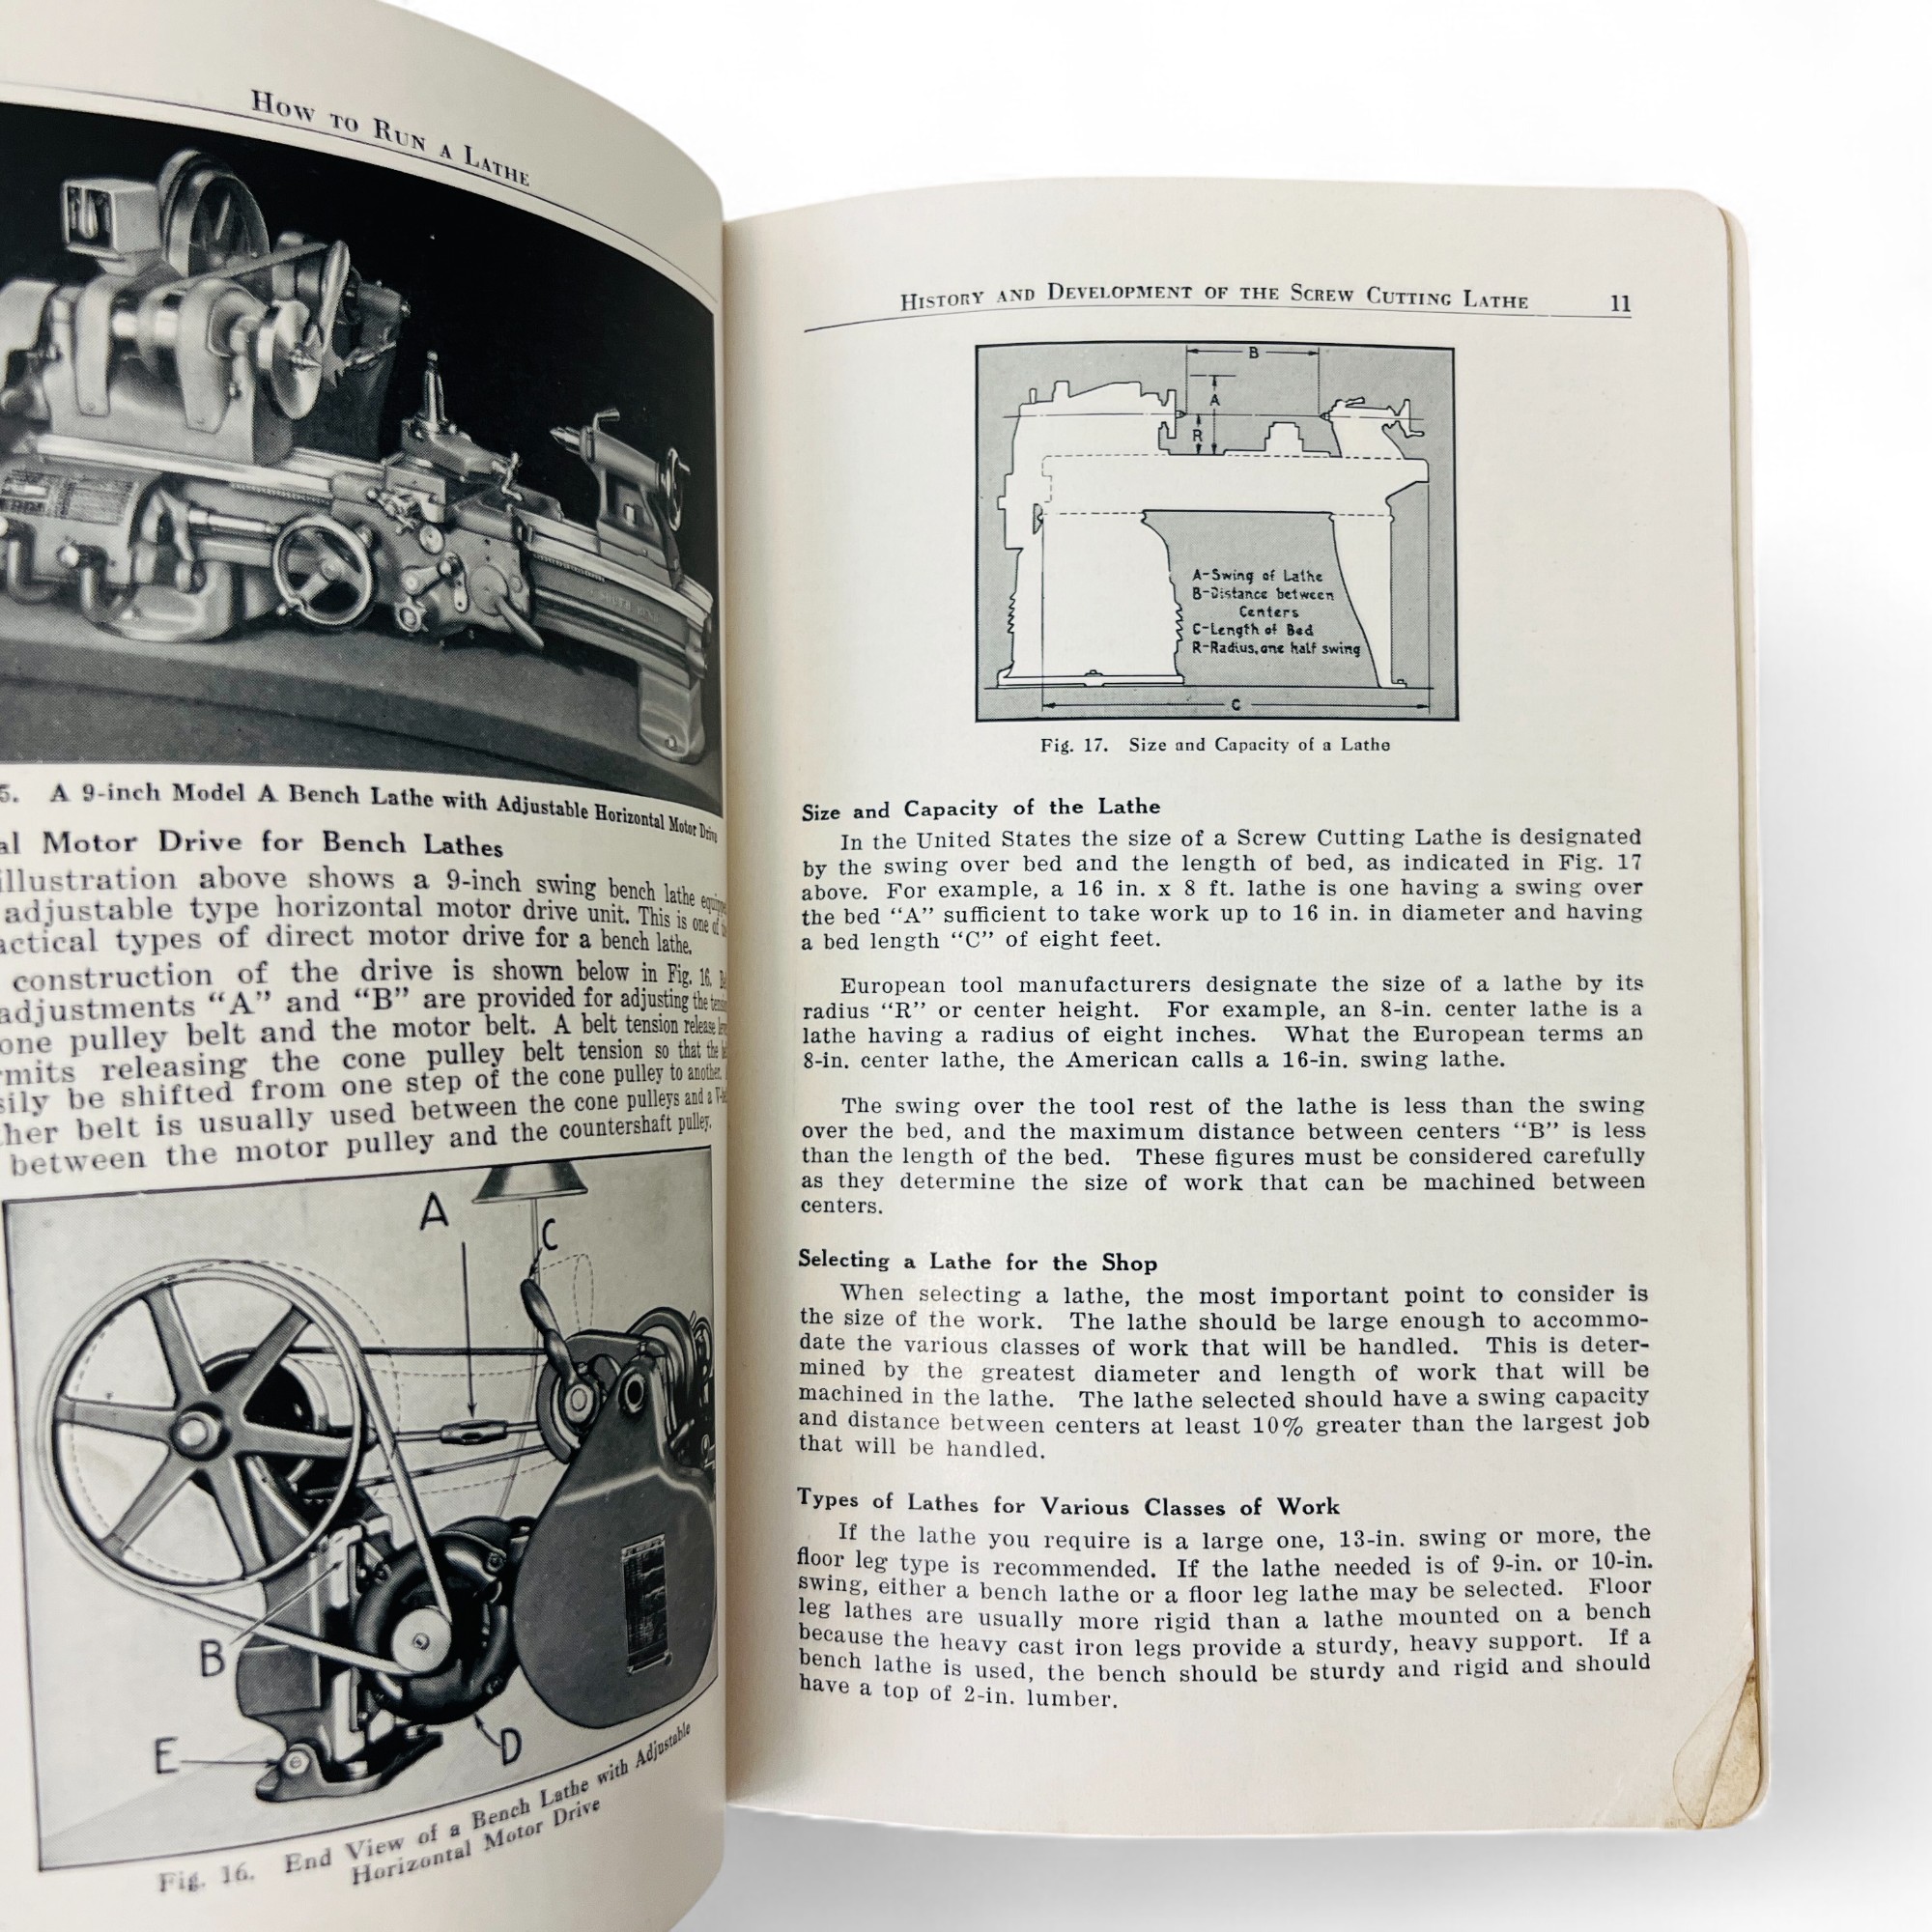 How to Run a Lathe
5. A 9-inch Model A Bench Lathe with Adjustable Horizontal Motor Drive
al Motor Drive for Bench Lathes
illustration above shows a 9-inch swing bench lathe
adjustable type horizontal motor drive unit. This is one of
actical types of direct motor drive for a bench lathe.
construction of the drive is shown below in Fig. 16.
adjustments “A” and “B” are provided for adjusting the
one pulley belt and the motor belt. A belt tension release
rmits releasing the cone pulley belt tension so that the
sily be shifted from one step of the cone pulley to another.
her belt is usually used between the cone pulleys and a
between the motor pulley and the countershaft pulley.
A
C
B
D
E
Fig. 16. End View of a Bench Lathe with Adjustable
Horizontal Motor Drive
History and Development of the Screw Cutting Lathe 11
B
A
R
A-Swing of Lathe
B-Distance between
Centers
C-Length of Bed
R-Radius, one half swing
C
Fig. 17. Size and Capacity of a Lathe
Size and Capacity of the Lathe
In the United States the size of a Screw Cutting Lathe is designated
by the swing over bed and the length of bed, as indicated in Fig. 17
above. For example, a 16 in. x 8 ft. lathe is one having a swing over
the bed “A” sufficient to take work up to 16 in. in diameter and having
a bed length “C” of eight feet.
European tool manufacturers designate the size of a lathe by its
radius “R” or center height. For example, an 8-in. center lathe is a
lathe having a radius of eight inches. What the European terms an
8-in. center lathe, the American calls a 16-in. swing lathe.
The swing over the tool rest of the lathe is less than the swing
over the bed, and the maximum distance between centers “B” is less
than the length of the bed. These figures must be considered carefully
as they determine the size of work that can be machined between
centers.
Selecting a Lathe for the Shop
When selecting a lathe, the most important point to consider is
the size of the work. The lathe should be large enough to accommo-
date the various classes of work that will be handled. This is deter-
mined by the greatest diameter and length of work that will be
machined in the lathe. The lathe selected should have a swing capacity
and distance between centers at least 10% greater than the largest job
that will be handled.
Types of Lathes for Various Classes of Work
If the lathe you require is a large one, 13-in. swing or more, the
floor leg type is recommended. If the lathe needed is of 9-in. or 10-in.
swing, either a bench lathe or a floor leg lathe may be selected. Floor
leg lathes are usually more rigid than a lathe mounted on a bench
because the heavy cast iron legs provide a sturdy, heavy support. If a
bench lathe is used, the bench should be sturdy and rigid and should
have a top of 2-in. lumber.